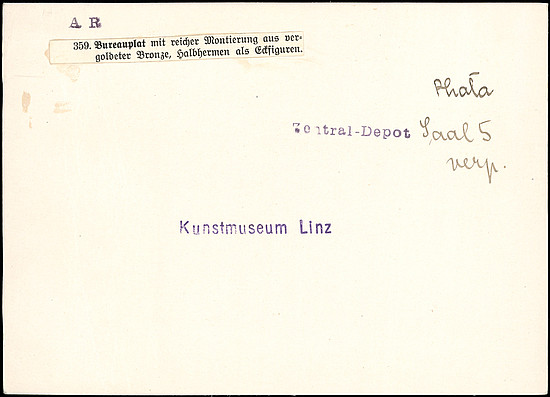 A R
359. Bureauplat mit reicher Montierung aus ver-
goldeter Bronze, Halbhermen als Eckfiguren.
Photo
Zentral-Depot Saal 5
verp.
Kunstmuseum Linz